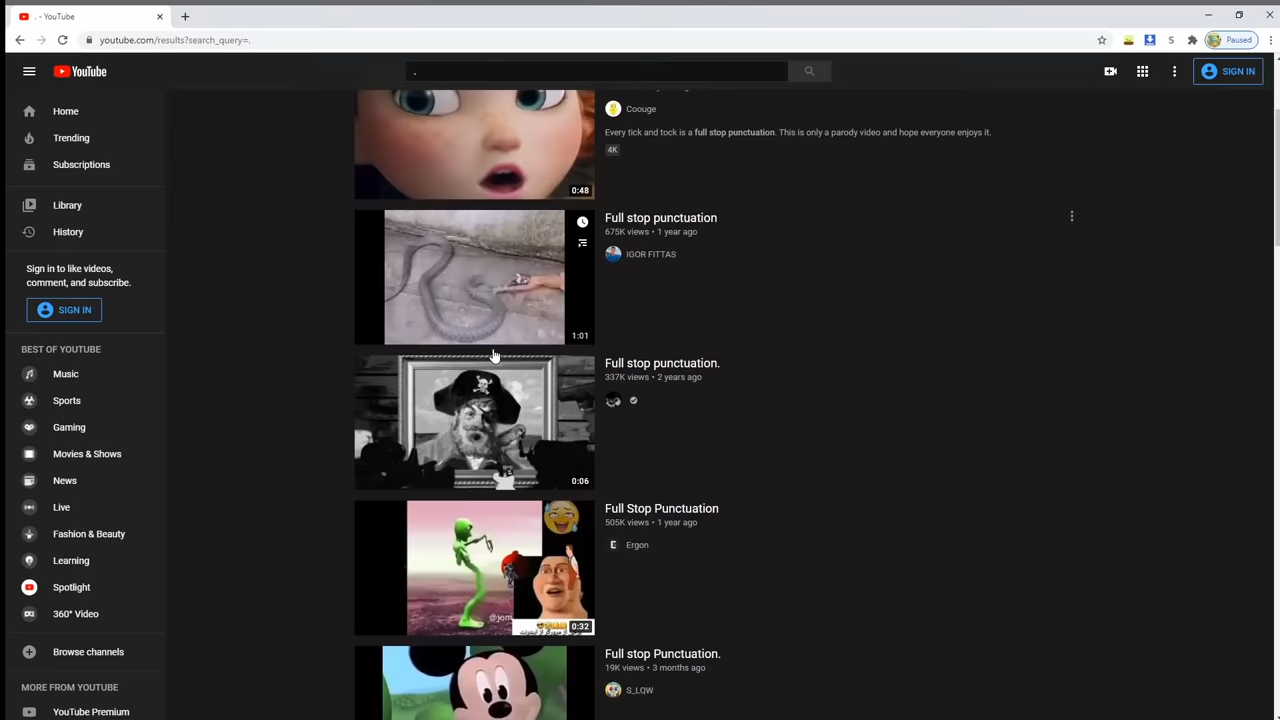 . - YouTube
youtube.com/results?search_query=.
Paused
YouTube
.
SIGN IN
Home
Trending
Subscriptions
Library
History
Sign in to like videos,
comment, and subscribe.
SIGN IN
BEST OF YOUTUBE
Music
Sports
Gaming
Movies & Shows
News
Live
Fashion & Beauty
Learning
Spotlight
360° Video
Browse channels
MORE FROM YOUTUBE
YouTube Premium
Coouge
Every tick and tock is a full stop punctuation. This is only a parody video and hope everyone enjoys it.
4K
0:48
Full stop punctuation
675K views • 1 year ago
IGOR FITTAS
1:01
Full stop punctuation.
337K views • 2 years ago
0:06
Full Stop Punctuation
505K views • 1 year ago
Ergon
@jom
0:32
Full stop Punctuation.
19K views • 3 months ago
S_LQW